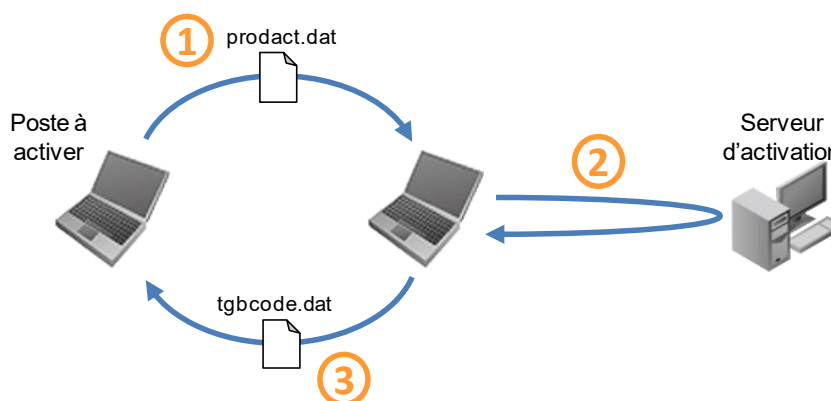 1
prodact.dat
Poste à
activer
2
Serveur
d'activation
tgbcode.dat
3